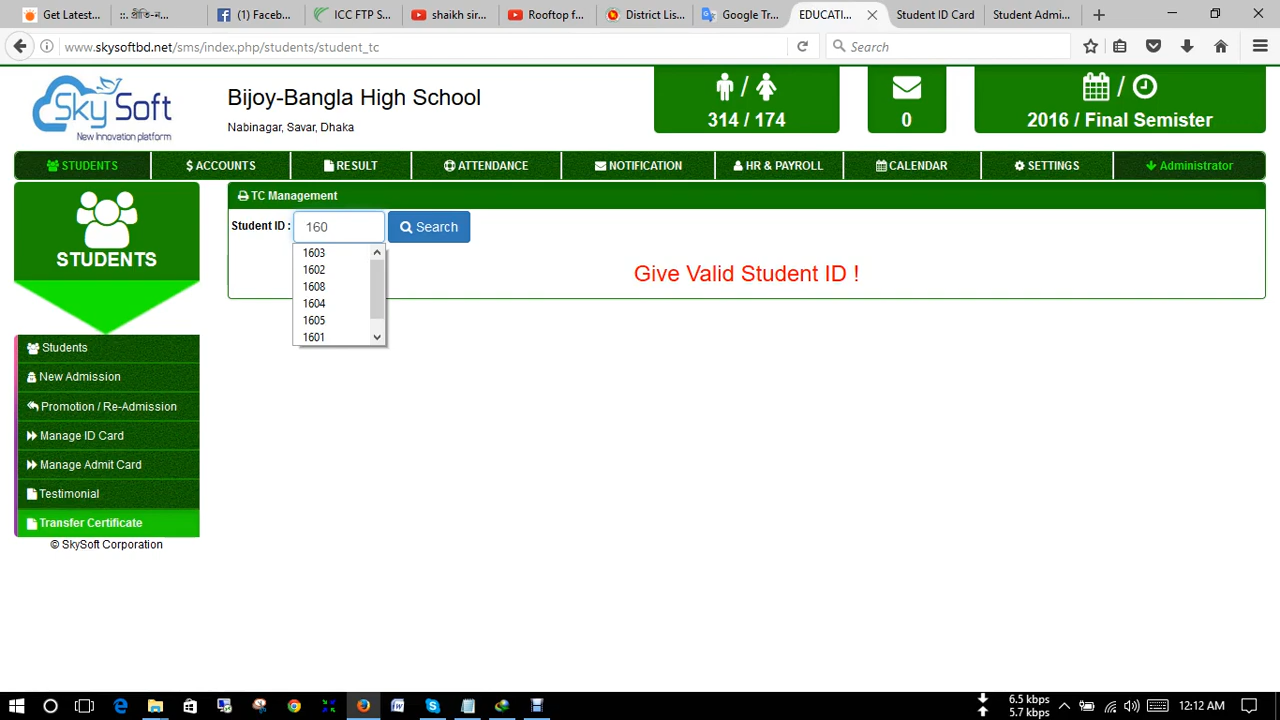 Get Latest...
::. প্রীতি-ন...
(1) Faceb...
ICC FTP S...
shaikh sir...
Rooftop f...
District Lis...
Google Tr...
EDUCATI...
Student ID Card
Student Admi...
www.skysoftbd.net/sms/index.php/students/student_tc
Search
Sky Soft
New Innovation platform
Bijoy-Bangla High School
Nabinagar, Savar, Dhaka
/
314 / 174
0
/
2016 / Final Semister
STUDENTS
$ ACCOUNTS
RESULT
ATTENDANCE
NOTIFICATION
HR & PAYROLL
CALENDAR
SETTINGS
Administrator
STUDENTS
TC Management
Student ID :
160
Search
1603
1602
1608
1604
1605
1601
Give Valid Student ID !
Students
New Admission
Promotion / Re-Admission
Manage ID Card
Manage Admit Card
Testimonial
Transfer Certificate
© SkySoft Corporation
6.5 kbps
5.7 kbps
12:12 AM